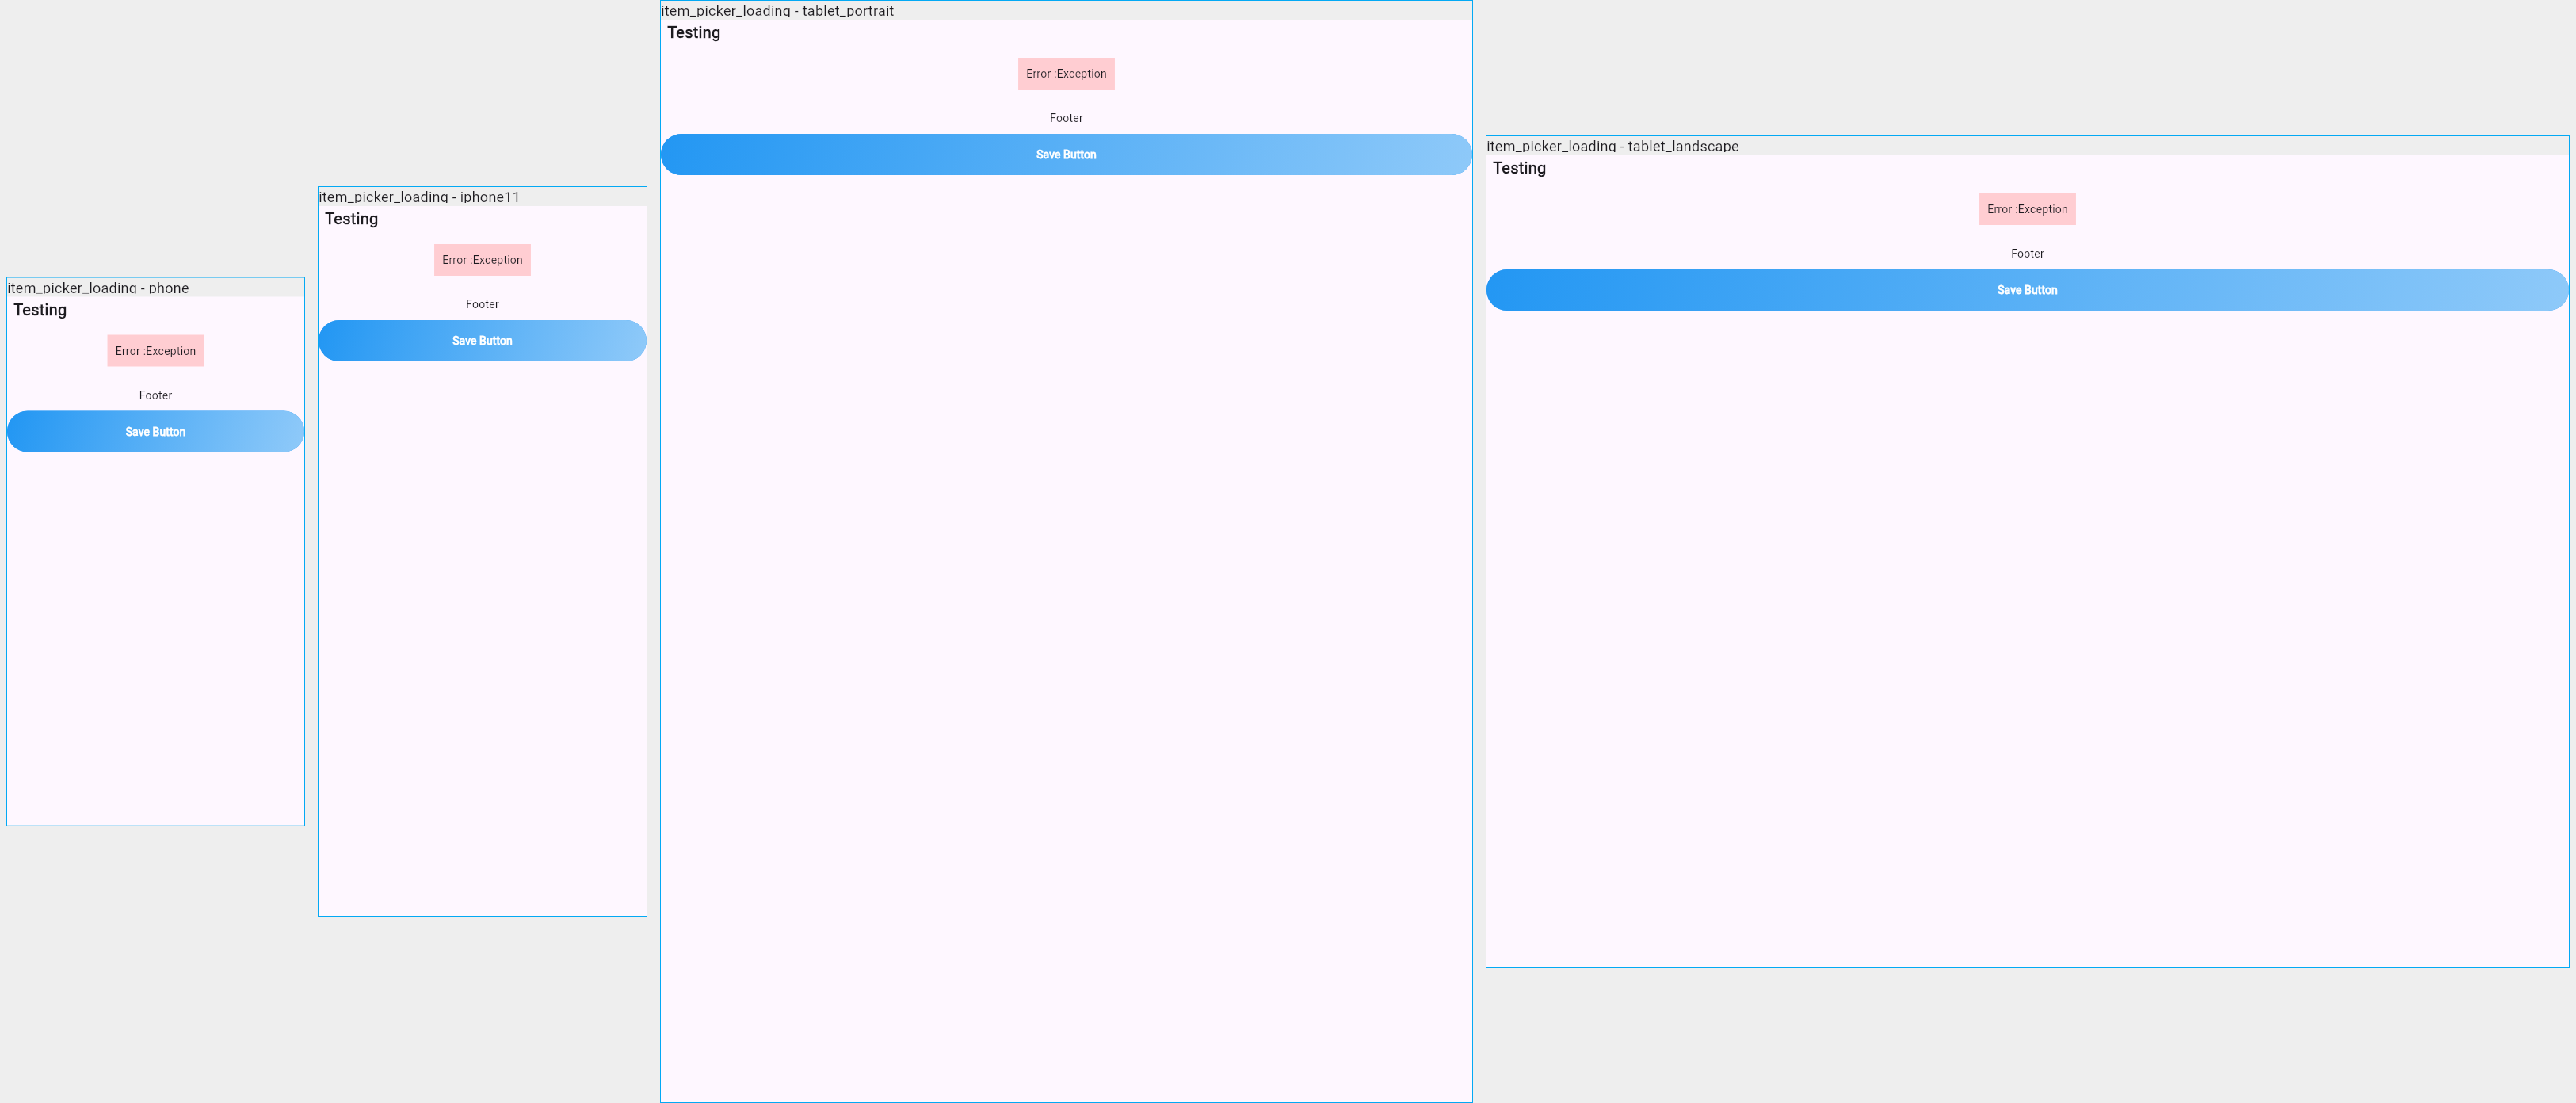 item_picker_loading - phone
Testing
Error :Exception
Footer
Save Button
item_picker_loading - iphone11
Testing
Error :Exception
Footer
Save Button
item_picker_loading - tablet_portrait
Testing
Error :Exception
Footer
Save Button
item_picker_loading - tablet_landscape
Testing
Error :Exception
Footer
Save Button